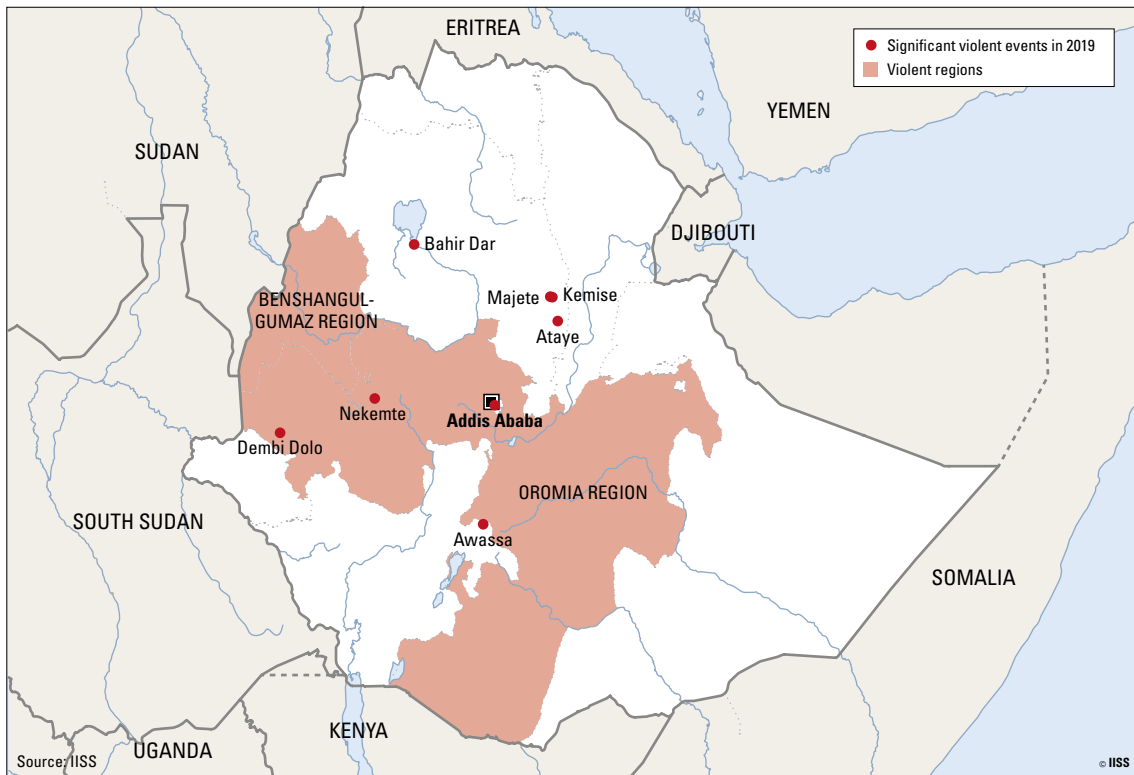 ERITREA
Significant violent events in 2019
Violent regions
YEMEN
SUDAN
DJIBOUTI
Bahir Dar
BENSHANGUL-
GUMAZ REGION
Majete
Kemise
Ataye
Nekemte
Addis Ababa
Dembi Dolo
OROMIA REGION
SOUTH SUDAN
Awassa
SOMALIA
KENYA
UGANDA
Source: IISS
© IISS